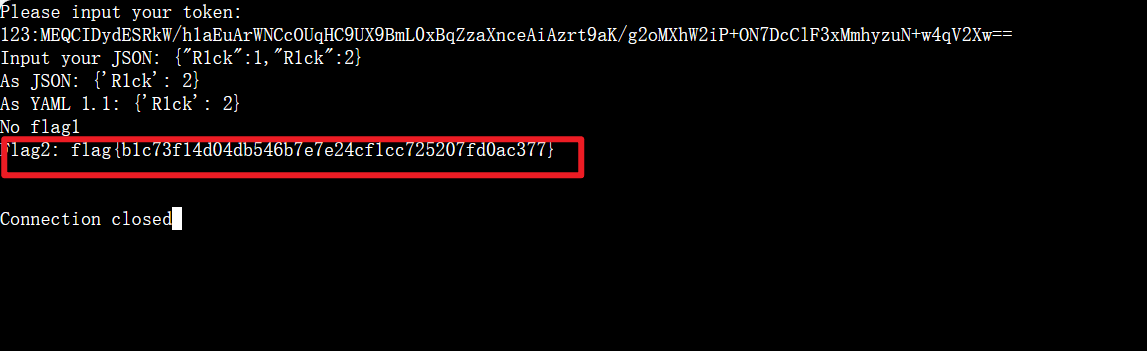 Please input your token:
123:MEQCIDydESRkW/h1aEuArWNCcOUqHC9UX9BmL0xBqZzaXnceAiAzrt9aK/g2oMXhW2iP+ON7DcClF3xMmhyzuN+w4qV2Xw==
Input your JSON: {"R1ck":1,"R1ck":2}
As JSON: {'R1ck': 2}
As YAML 1.1: {'R1ck': 2}
No flag1
Flag2: flag{b1c73f14d04db546b7e7e24cf1cc725207fd0ac377}
Connection closed